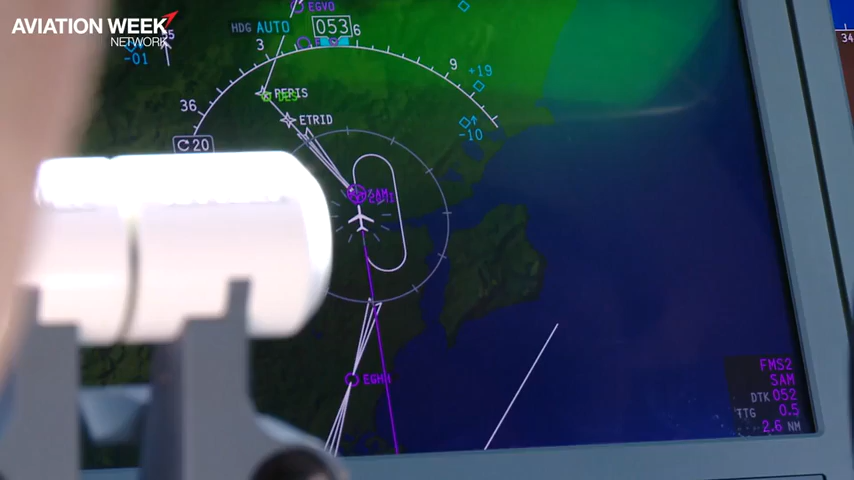 AVIATION WEEK
NETWORK
EGVO
HDG AUTO
053
3
6
9
36
+19
-01
-10
PEPIS
ETRID
C20
SAM
FMS2
SAM
DTK 052
TTG 0.5
2.6 NM
34